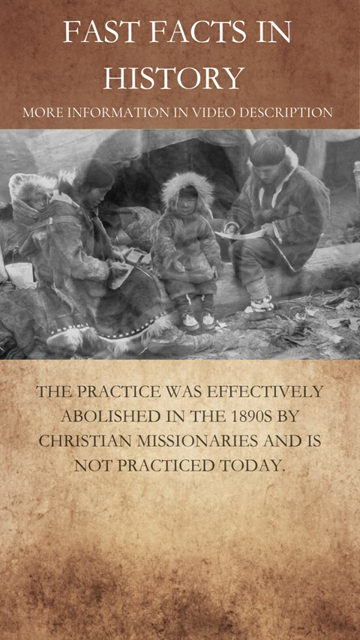 FAST FACTS IN
HISTORY
MORE INFORMATION IN VIDEO DESCRIPTION
THE PRACTICE WAS EFFECTIVELY
ABOLISHED IN THE 1890S BY
CHRISTIAN MISSIONARIES AND IS
NOT PRACTICED TODAY.